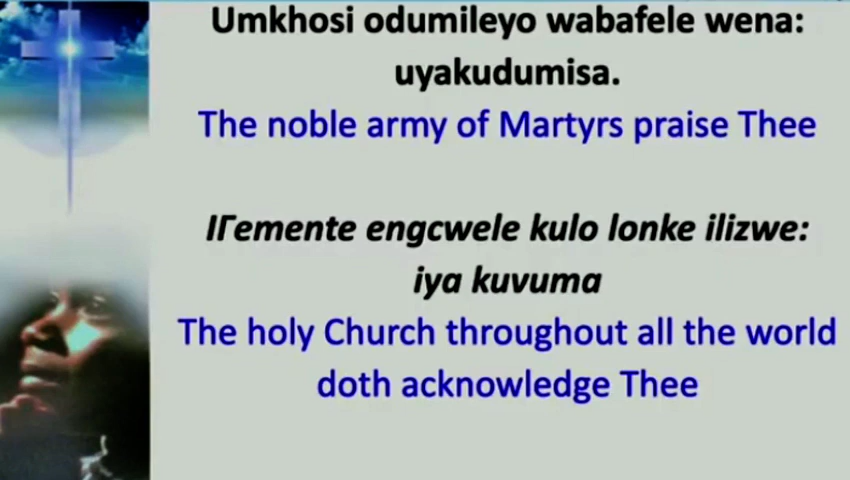 Umkhosi odumileyo wabafele wena:
uyakudumisa.
The noble army of Martyrs praise Thee
IΓemente engcwele kulo lonke ilizwe:
iya kuvuma
The holy Church throughout all the world
doth acknowledge Thee